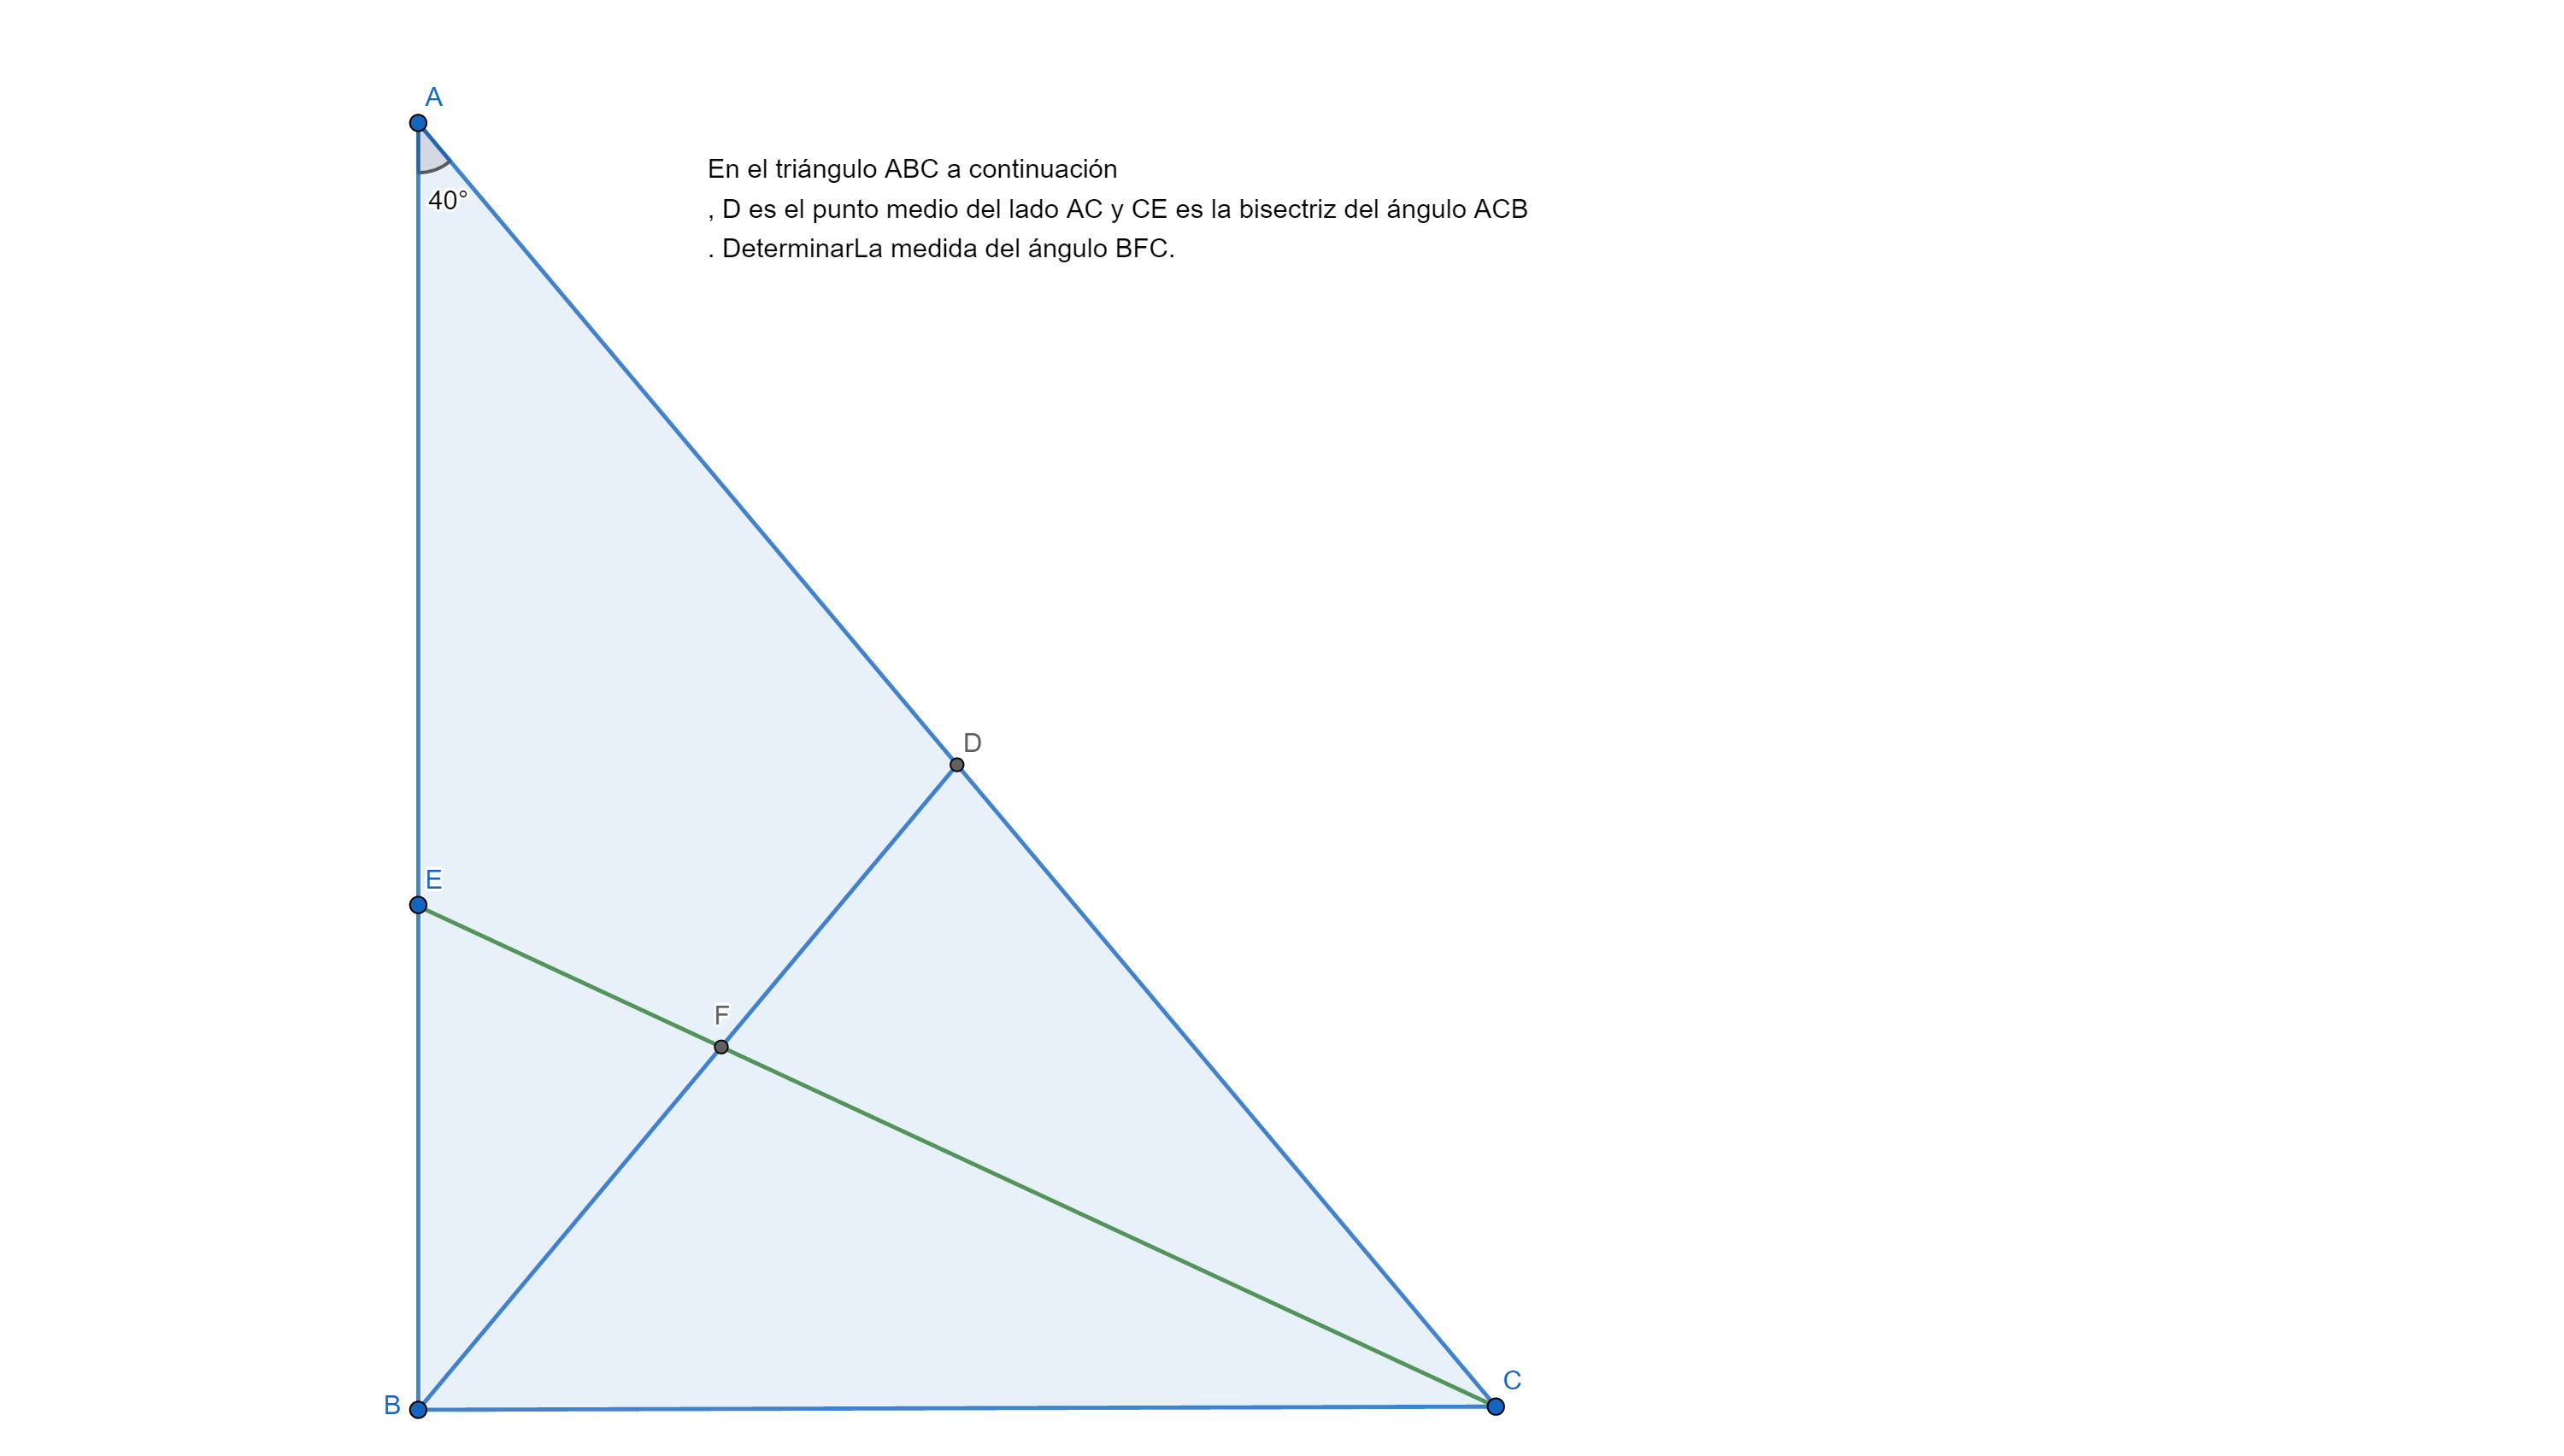 A
En el triángulo ABC a continuación
40°
, D es el punto medio del lado AC y CE es la bisectriz del ángulo ACB
. DeterminarLa medida del ángulo BFC.
D
E
F
C
B